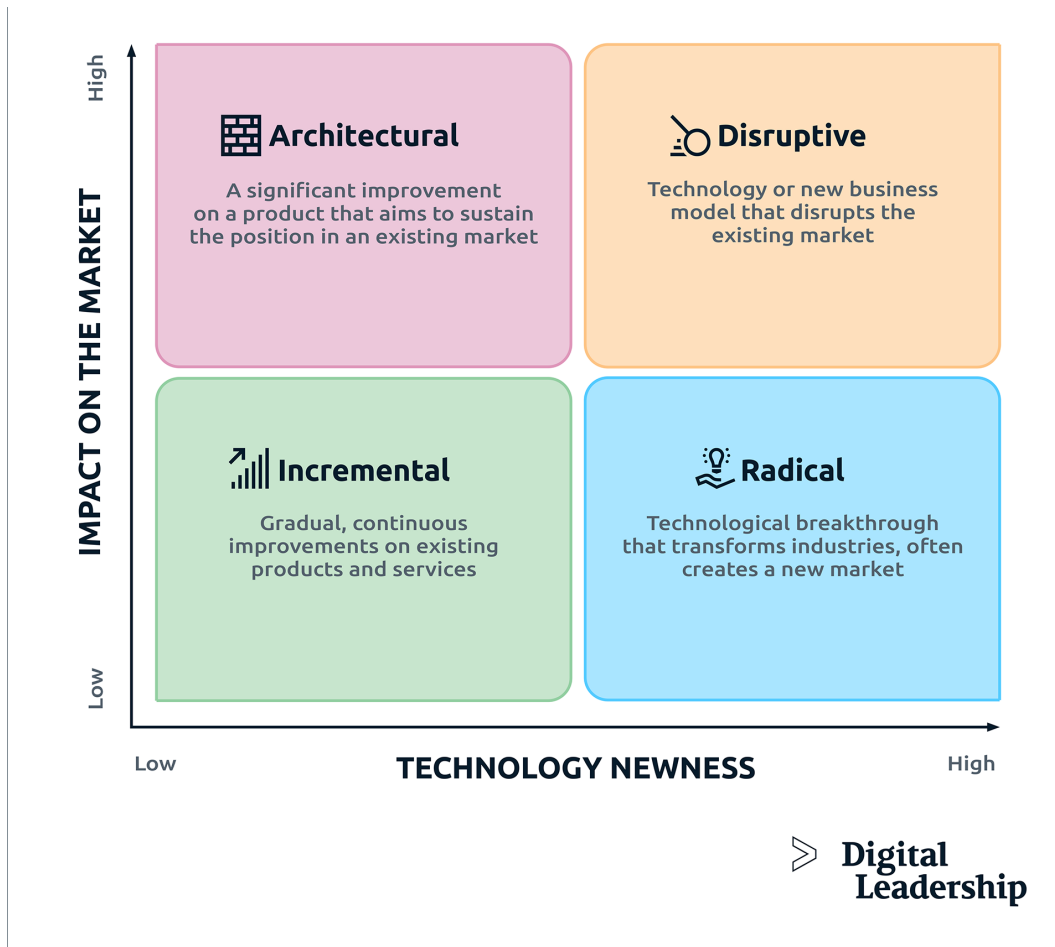 High
IMPACT ON THE MARKET
Low
Architectural
A significant improvement
on a product that aims to sustain
the position in an existing market
Disruptive
Technology or new business
model that disrupts the
existing market
Incremental
Gradual, continuous
improvements on existing
products and services
Radical
Technological breakthrough
that transforms industries, often
creates a new market
Low
TECHNOLOGY NEWNESS
High
Digital
Leadership